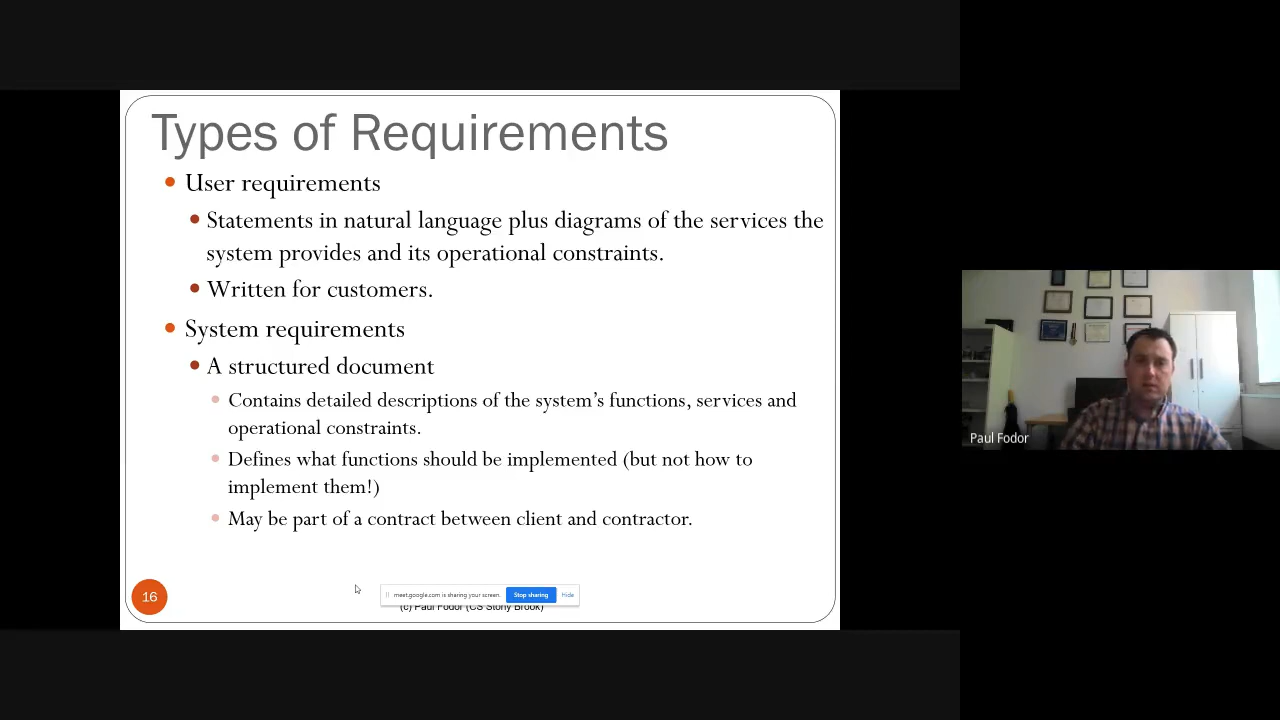 Types of Requirements
User requirements
Statements in natural language plus diagrams of the services the
system provides and its operational constraints.
Written for customers.
System requirements
A structured document
Contains detailed descriptions of the system's functions, services and
operational constraints.
Defines what functions should be implemented (but not how to
implement them!)
May be part of a contract between client and contractor.
16
meet.google.com is sharing your screen. Stop sharing Hide
(c) Paul Fodor (CS Stony Brook)
Paul Fodor